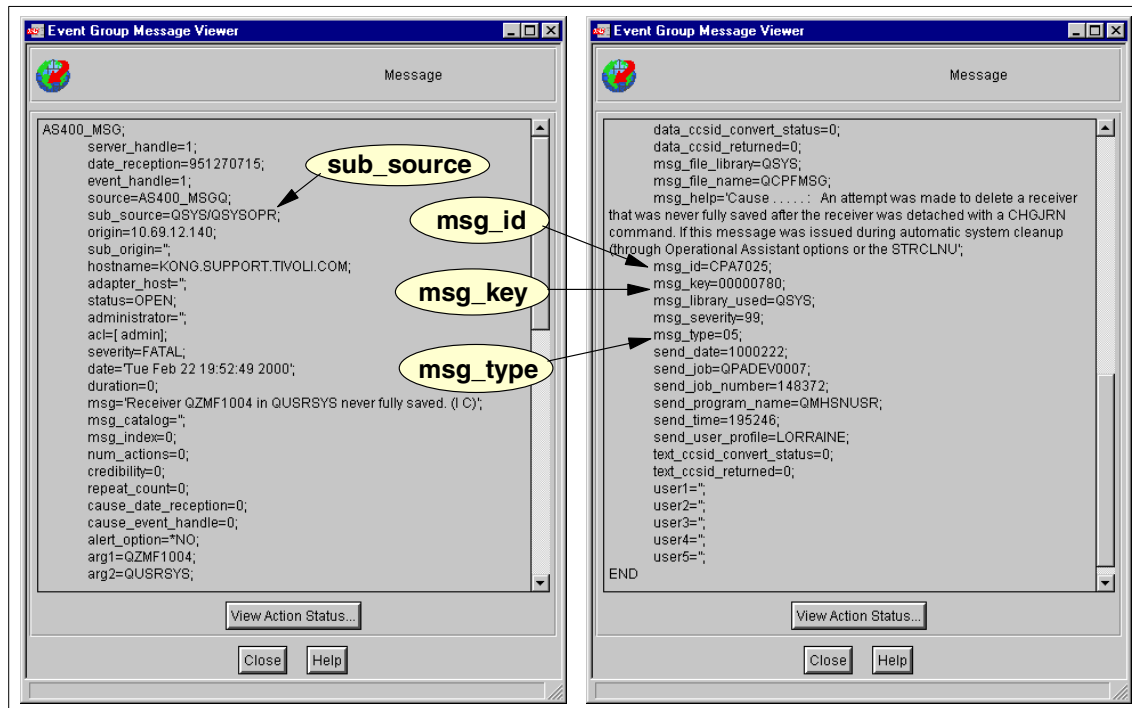 Event Group Message Viewer
Message
AS400_MSG;
server_handle=1;
date_reception=951270715;
event_handle=1;
source=AS400_MSGQ;
sub_source=QSYS/QSYSOPR;
origin=10.69.12.140;
sub_origin='';
hostname=KONG.SUPPORT.TIVOLI.COM;
adapter_host='';
status=OPEN;
administrator='';
acl=[ admin];
severity=FATAL;
date='Tue Feb 22 19:52:49 2000';
duration=0;
msg='Receiver QZMF1004 in QUSRSYS never fully saved. (I C)';
msg_catalog='';
msg_index=0;
num_actions=0;
credibility=0;
repeat_count=0;
cause_date_reception=0;
cause_event_handle=0;
alert_option=*NO;
arg1=QZMF1004;
arg2=QUSRSYS;
View Action Status...
Close Help
sub_source
msg_id
msg_key
msg_type
Event Group Message Viewer
Message
data_ccsid_convert_status=0;
data_ccsid_returned=0;
msg_file_library=QSYS;
msg_file_name=QCPFMSG;
msg_help='Cause . . . . . :   An attempt was made to delete a receiver
that was never fully saved after the receiver was detached with a CHGJRN
command. If this message was issued during automatic system cleanup
(through Operational Assistant options or the STRCLNU';
msg_id=CPA7025;
msg_key=00000780;
msg_library_used=QSYS;
msg_severity=99;
msg_type=05;
send_date=1000222;
send_job=QPADEV0007;
send_job_number=148372;
send_program_name=QMHSNUSR;
send_time=195246;
send_user_profile=LORRAINE;
text_ccsid_convert_status=0;
text_ccsid_returned=0;
user1='';
user2='';
user3='';
user4='';
user5='';
END
View Action Status...
Close Help